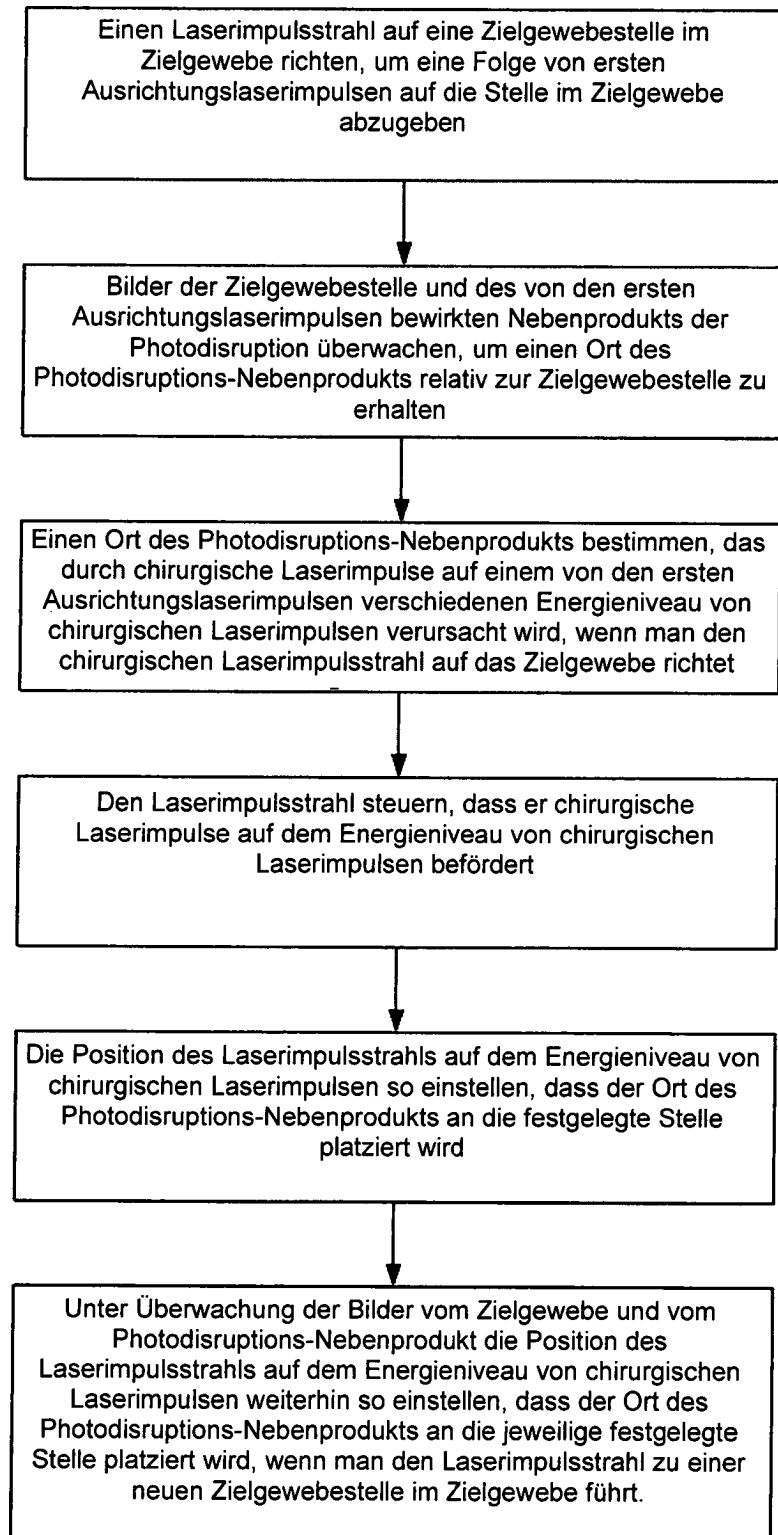 Einen Laserimpulsstrahl auf eine Zielgewebestelle im
Zielgewebe richten, um eine Folge von ersten
Ausrichtungslaserimpulsen auf die Stelle im Zielgewebe
abzugeben
Bilder der Zielgewebestelle und des von den ersten
Ausrichtungslaserimpulsen bewirkten Nebenprodukts der
Photodisruption überwachen, um einen Ort des
Photodisruptions-Nebenprodukts relativ zur Zielgewebestelle zu
erhalten
Einen Ort des Photodisruptions-Nebenprodukts bestimmen, das
durch chirurgische Laserimpulse auf einem von den ersten
Ausrichtungslaserimpulsen verschiedenen Energieniveau von
chirurgischen Laserimpulsen verursacht wird, wenn man den
chirurgischen Laserimpulsstrahl auf das Zielgewebe richtet
Den Laserimpulsstrahl steuern, dass er chirurgische
Laserimpulse auf dem Energieniveau von chirurgischen
Laserimpulsen befördert
Die Position des Laserimpulsstrahls auf dem Energieniveau von
chirurgischen Laserimpulsen so einstellen, dass der Ort des
Photodisruptions-Nebenprodukts an die festgelegte Stelle
platziert wird
Unter Überwachung der Bilder vom Zielgewebe und vom
Photodisruptions-Nebenprodukt die Position des
Laserimpulsstrahls auf dem Energieniveau von chirurgischen
Laserimpulsen weiterhin so einstellen, dass der Ort des
Photodisruptions-Nebenprodukts an die jeweilige festgelegte
Stelle platziert wird, wenn man den Laserimpulsstrahl zu einer
neuen Zielgewebestelle im Zielgewebe führt.